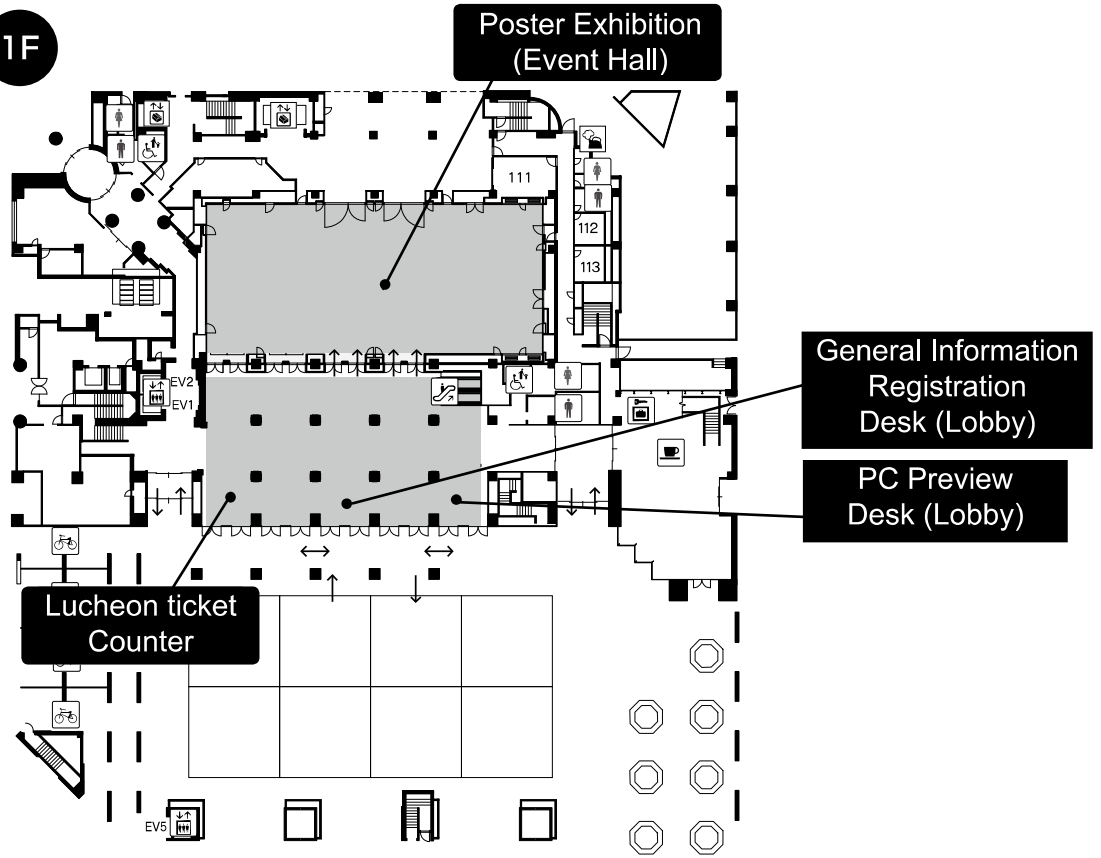 1F
Poster Exhibition
(Event Hall)
111
112
113
General Information
Registration
Desk (Lobby)
EV2
EV1
PC Preview
Desk (Lobby)
Lucheon ticket
Counter
EV5